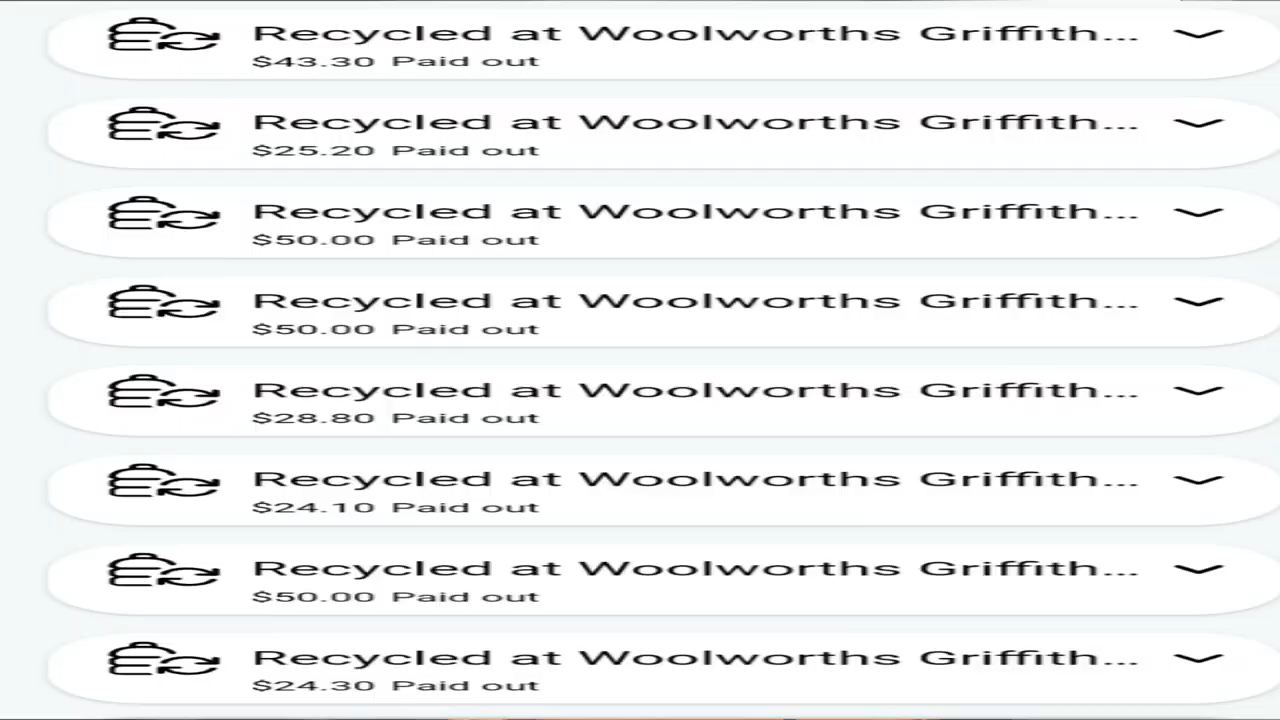 Recycled at Woolworths Griffith...
$43.30 Paid out
Recycled at Woolworths Griffith...
$25.20 Paid out
Recycled at Woolworths Griffith...
$50.00 Paid out
Recycled at Woolworths Griffith...
$50.00 Paid out
Recycled at Woolworths Griffith...
$28.80 Paid out
Recycled at Woolworths Griffith...
$24.10 Paid out
Recycled at Woolworths Griffith...
$50.00 Paid out
Recycled at Woolworths Griffith...
$24.30 Paid out